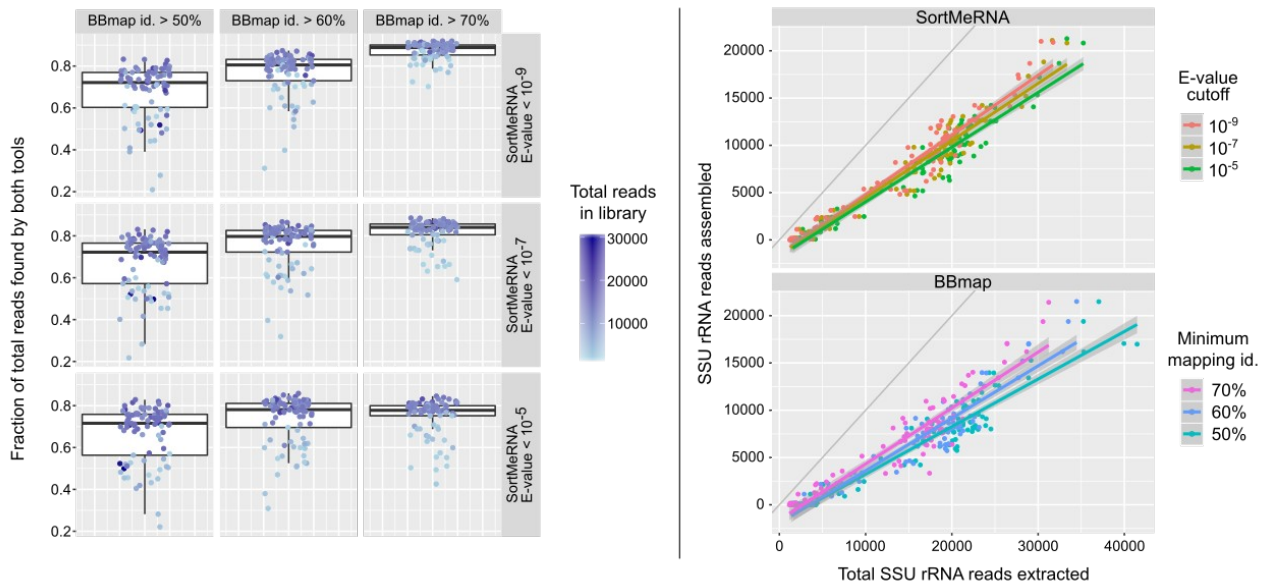 BBmap id. > 50%
BBmap id. > 60%
BBmap id. > 70%
Fraction of total reads found by both tools
0.8
0.6
0.4
0.2
SortMeRNA
E-value < 10-9
0.8
0.6
0.4
0.2
SortMeRNA
E-value < 10-7
0.8
0.6
0.4
0.2
SortMeRNA
E-value < 10-5
Total reads
in library
30000
20000
10000
SSU rRNA reads assembled
SortMeRNA
20000
15000
10000
5000
0
E-value
cutoff
10-9
10-7
10-5
BBmap
20000
15000
10000
5000
0
Minimum
mapping id.
70%
60%
50%
0
10000
20000
30000
40000
Total SSU rRNA reads extracted